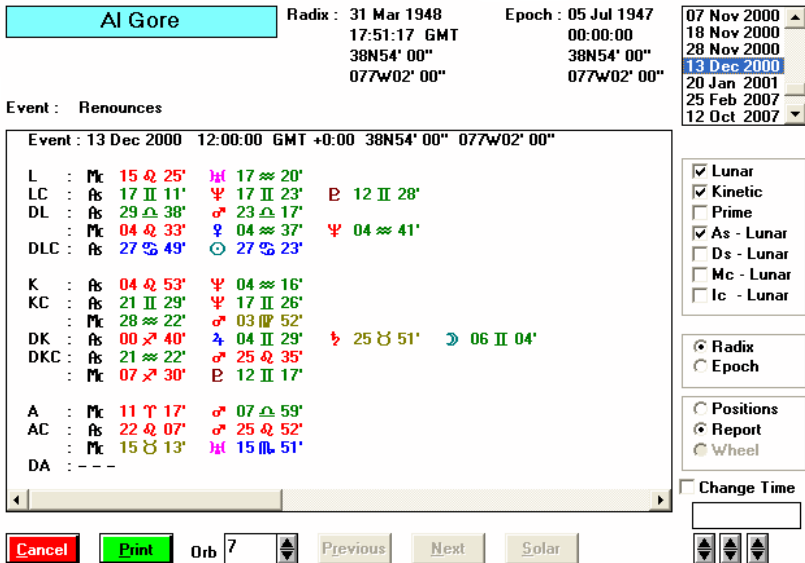 Al Gore
Radix : 31 Mar 1948
17:51:17 GMT
38N54' 00"
077W02' 00"
Epoch : 05 Jul 1947
00:00:00
38N54' 00"
077W02' 00"
07 Nov 2000
18 Nov 2000
28 Nov 2000
13 Dec 2000
20 Jan 2001
25 Feb 2007
12 Oct 2007
Event : Renounces
Event : 13 Dec 2000 12:00:00 GMT +0:00 38N54' 00" 077W02' 00"
L : Mc 15 ♌ 25' ♅ 17 ♒ 20'
LC : As 17 ♊ 11' ♆ 17 ♊ 23' ♇ 12 ♊ 28'
DL : As 29 ♎ 38' ♂ 23 ♎ 17'
: Mc 04 ♌ 33' ♀ 04 ♒ 37' ♆ 04 ♒ 41'
DLC : As 27 ♋ 49' ☉ 27 ♋ 23'
K : As 04 ♌ 53' ♆ 04 ♒ 16'
KC : As 21 ♊ 29' ♆ 17 ♊ 26'
: Mc 28 ♒ 22' ♂ 03 ♍ 52'
DK : As 00 ♐ 40' ♃ 04 ♊ 29' ♄ 25 ♉ 51' ☽ 06 ♊ 04'
DKC : As 21 ♒ 22' ♂ 25 ♌ 35'
: Mc 07 ♐ 30' ♇ 12 ♊ 17'
A : Mc 11 ♈ 17' ♂ 07 ♎ 59'
AC : As 22 ♌ 07' ♂ 25 ♌ 52'
: Mc 15 ♉ 13' ♅ 15 ♏ 51'
DA : - - -
Lunar
Kinetic
Prime
As - Lunar
Ds - Lunar
Mc - Lunar
Ic - Lunar
Radix
Epoch
Positions
Report
Wheel
Change Time
Cancel
Print
Orb 7
Previous
Next
Solar